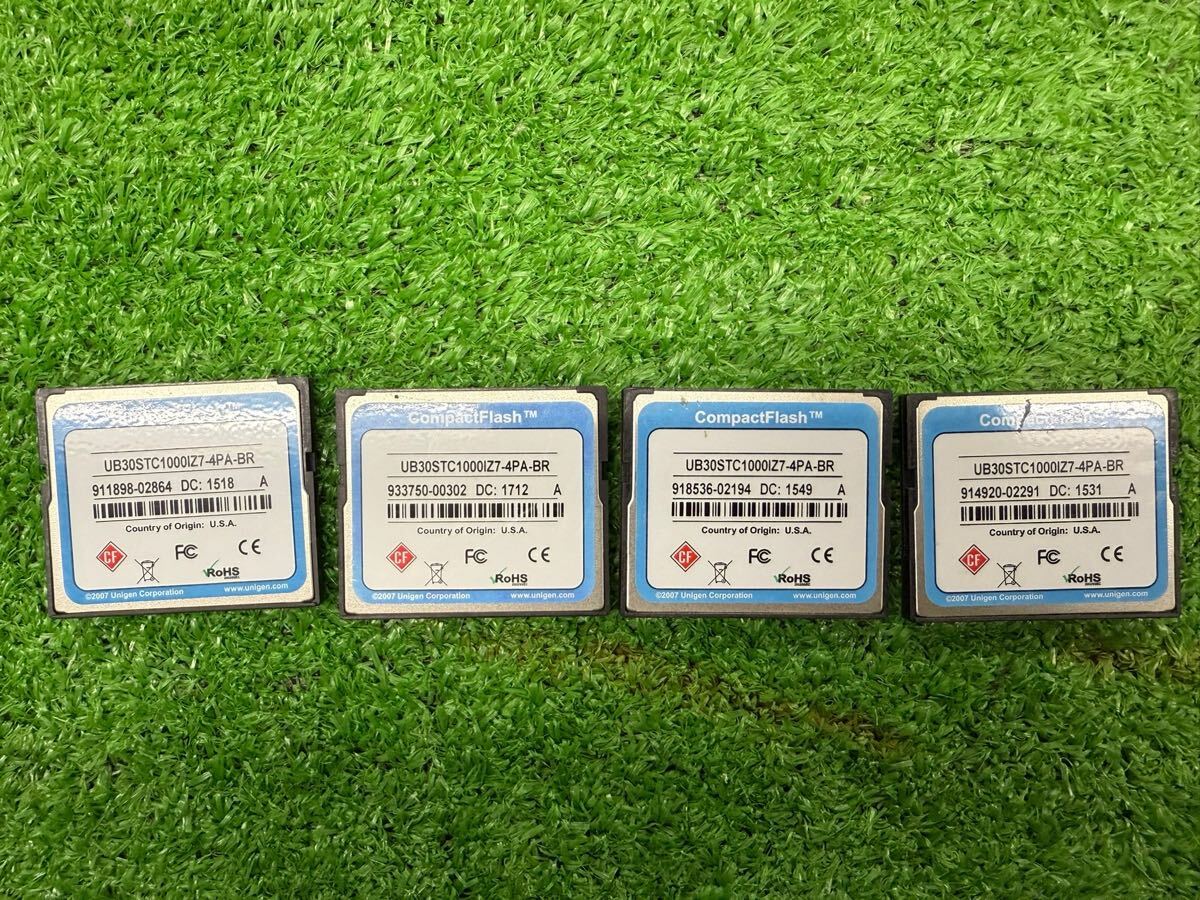 UB30STC1000IZ7-4PA-BR
911898-02864 DC: 1518 A
Country of Origin: U.S.A.
CF FC CE
RoHS
©2007 Unigen Corporation www.unigen.com
CompactFlash™
UB30STC1000IZ7-4PA-BR
933750-00302 DC: 1712 A
Country of Origin: U.S.A.
CF FC CE
RoHS
©2007 Unigen Corporation www.unigen.com
CompactFlash™
UB30STC1000IZ7-4PA-BR
918536-02194 DC: 1549 A
Country of Origin: U.S.A.
CF FC CE
RoHS
©2007 Unigen Corporation www.unigen.com
CompactFlash™
UB30STC1000IZ7-4PA-BR
914920-02291 DC: 1531 A
Country of Origin: U.S.A.
CF FC CE
RoHS
©2007 Unigen Corporation www.unigen.com